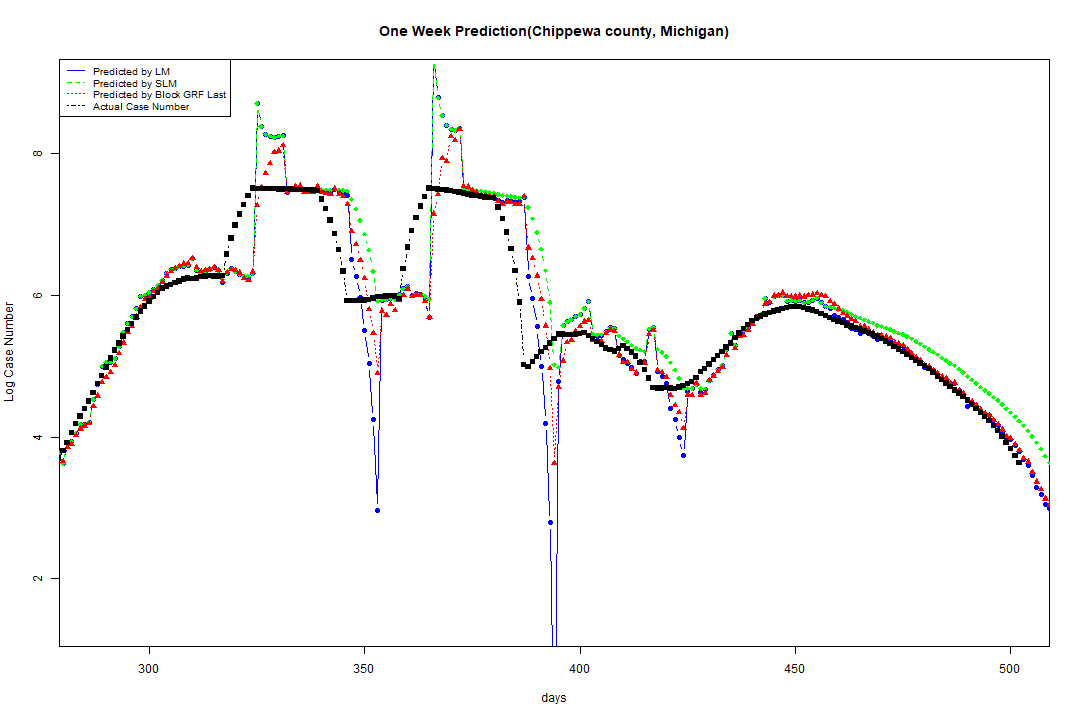 One Week Prediction(Chippewa county, Michigan)
Predicted by LM
Predicted by SLM
Predicted by Block GRF Last
Actual Case Number
8
6
4
2
Log Case Number
300
350
400
450
500
days